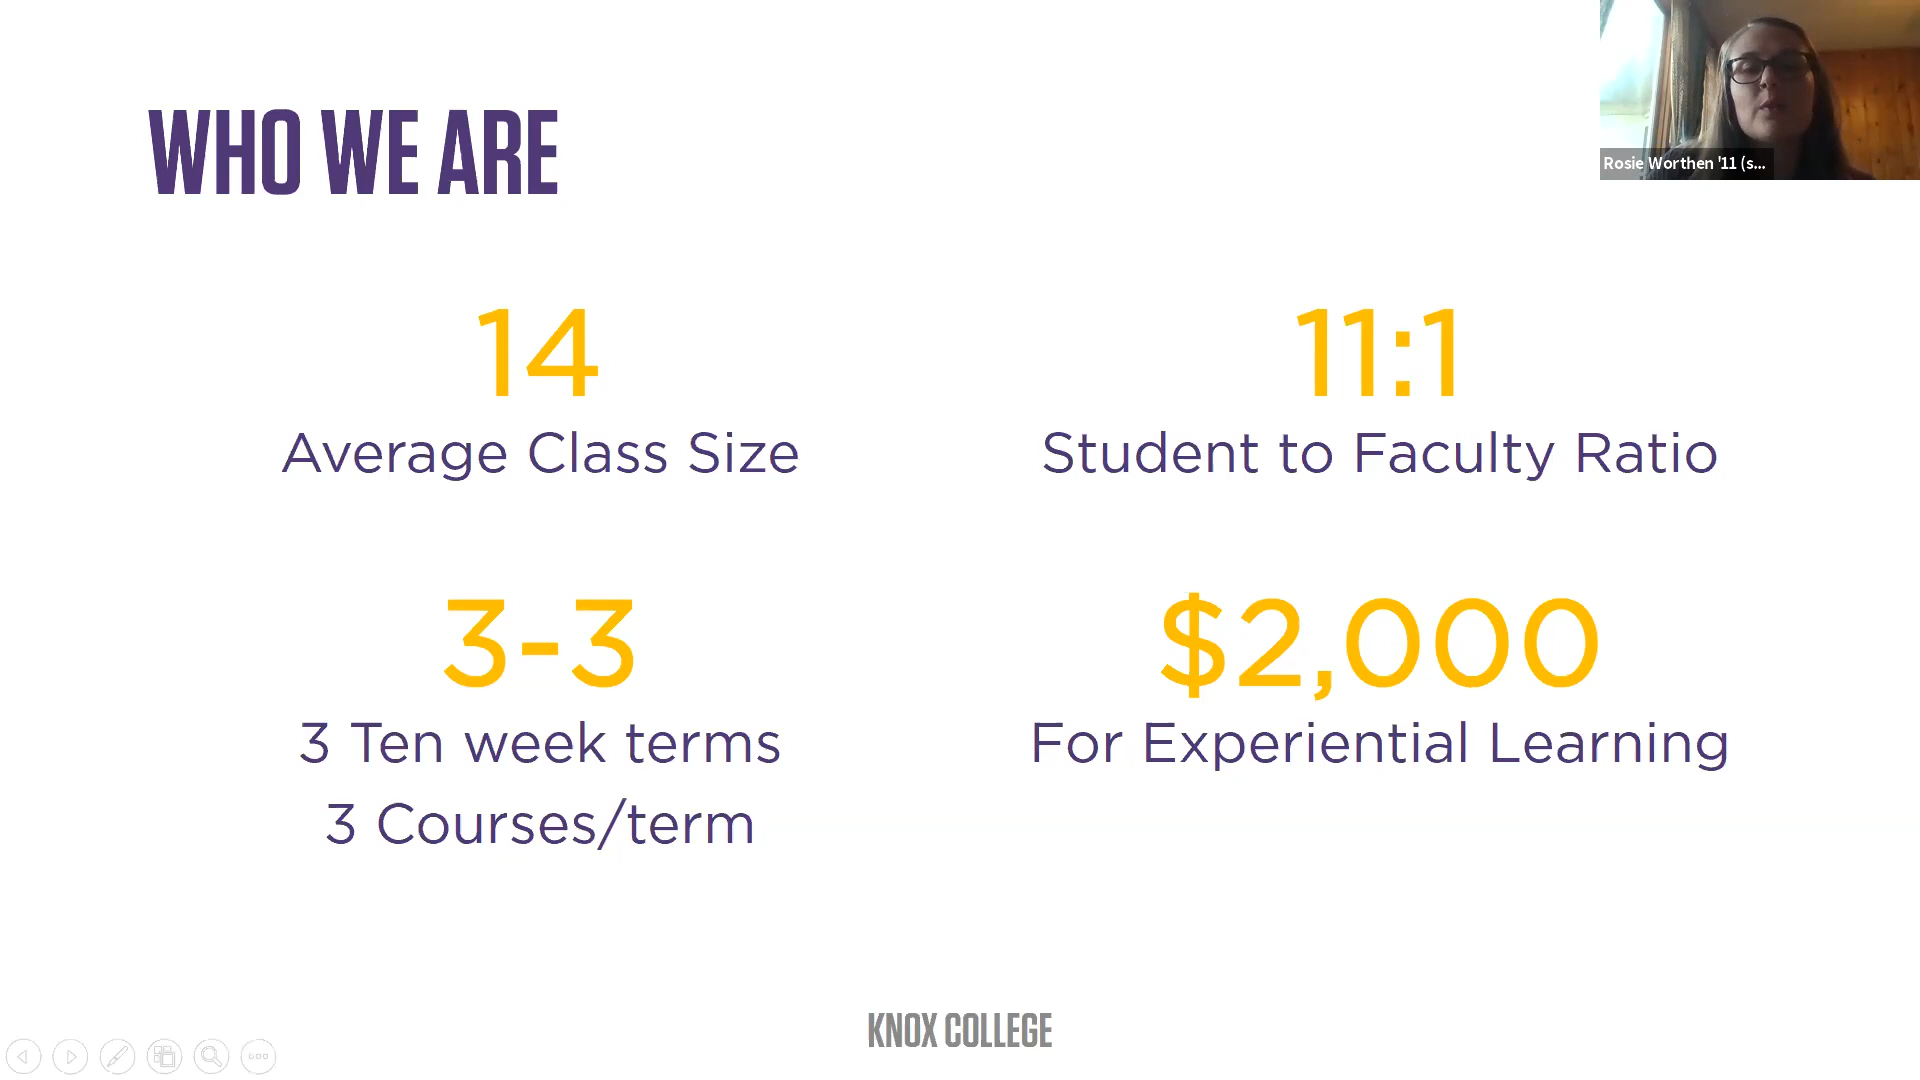 WHO WE ARE
Rosie Worthen '11 (s...
14
Average Class Size
11:1
Student to Faculty Ratio
3-3
3 Ten week terms
3 Courses/term
$2,000
For Experiential Learning
KNOX COLLEGE